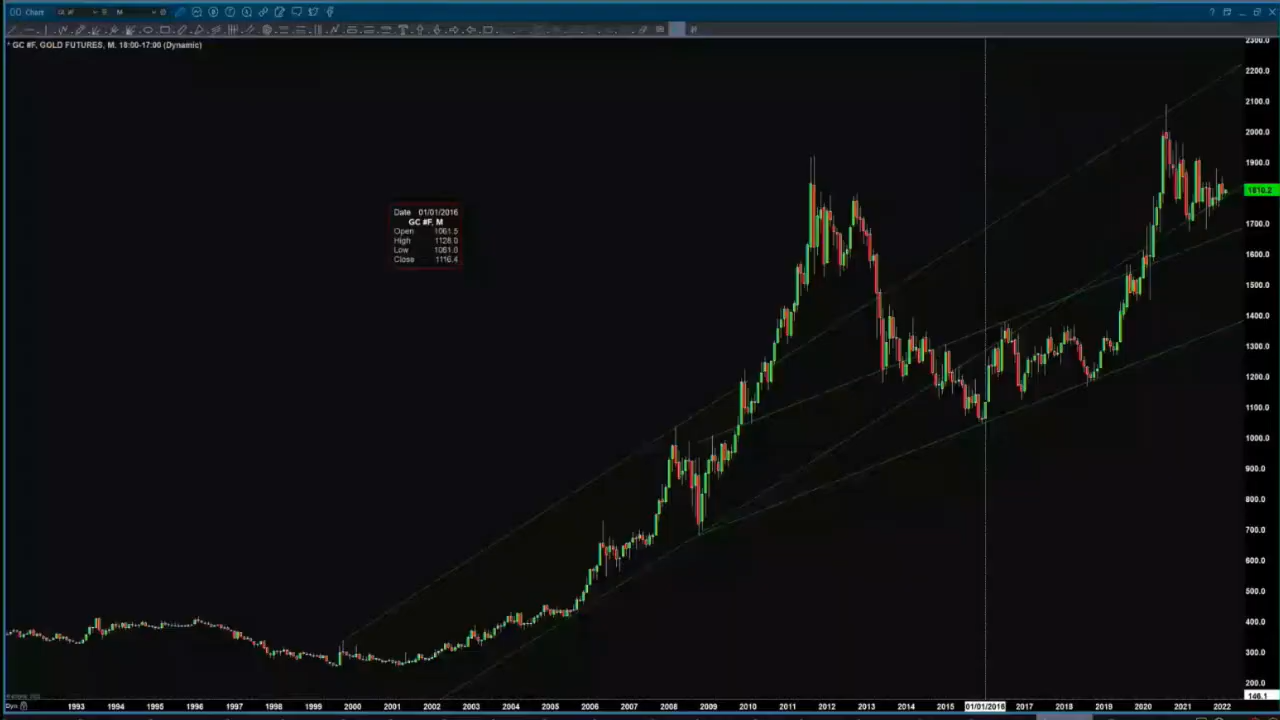 Chart
GC #F
M
* GC #F, GOLD FUTURES, M, 18:00-17:00 (Dynamic)
Date 01/01/2016
GC #F, M
Open 1061.5
High 1128.0
Low 1061.0
Close 1116.4
2300.0
2200.0
2100.0
2000.0
1900.0
1810.2
1700.0
1600.0
1500.0
1400.0
1300.0
1200.0
1100.0
1000.0
900.0
800.0
700.0
600.0
500.0
400.0
300.0
200.0
146.1
Dyn 1993 1994 1995 1996 1997 1998 1999 2000 2001 2002 2003 2004 2005 2006 2007 2008 2009 2010 2011 2012 2013 2014 2015 01/01/2016 2017 2018 2019 2020 2021 2022